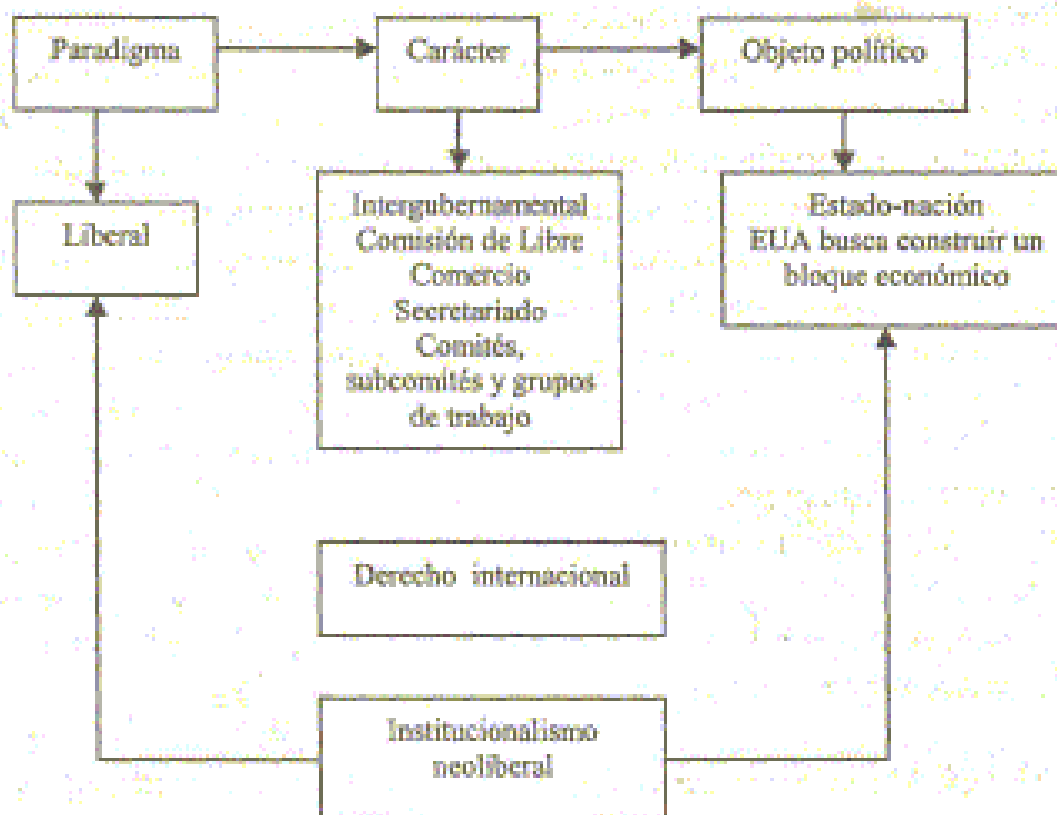 Paradigma
Carácter
Objeto político
Liberal
Intergubernamental
Comisión de Libre
Comercio
Secretariado
Comités,
subcomités y grupos
de trabajo
Estado-nación
EUA busca construir un
bloque económico
Derecho internacional
Institucionalismo
neoliberal